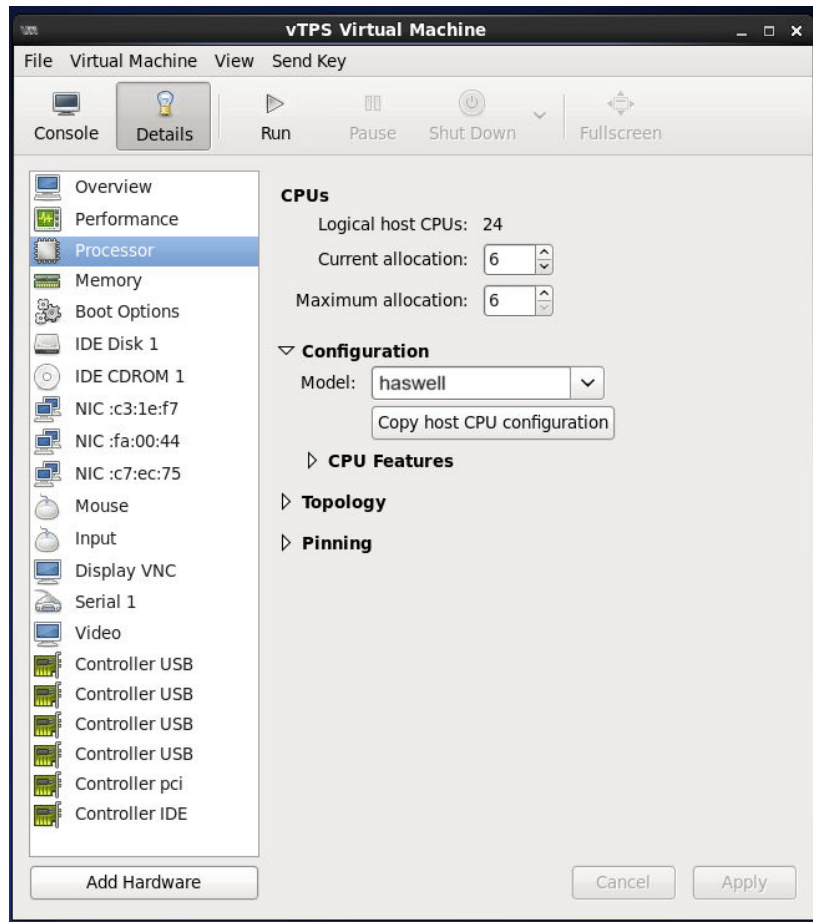 vTPS Virtual Machine
File Virtual Machine View Send Key
Console Details Run Pause Shut Down Fullscreen
Overview
Performance
Processor
Memory
Boot Options
IDE Disk 1
IDE CDROM 1
NIC :c3:1e:f7
NIC :fa:00:44
NIC :c7:ec:75
Mouse
Input
Display VNC
Serial 1
Video
Controller USB
Controller USB
Controller USB
Controller USB
Controller pci
Controller IDE
Add Hardware
CPUs
Logical host CPUs: 24
Current allocation: 6
Maximum allocation: 6
Configuration
Model: haswell
Copy host CPU configuration
CPU Features
Topology
Pinning
Cancel Apply